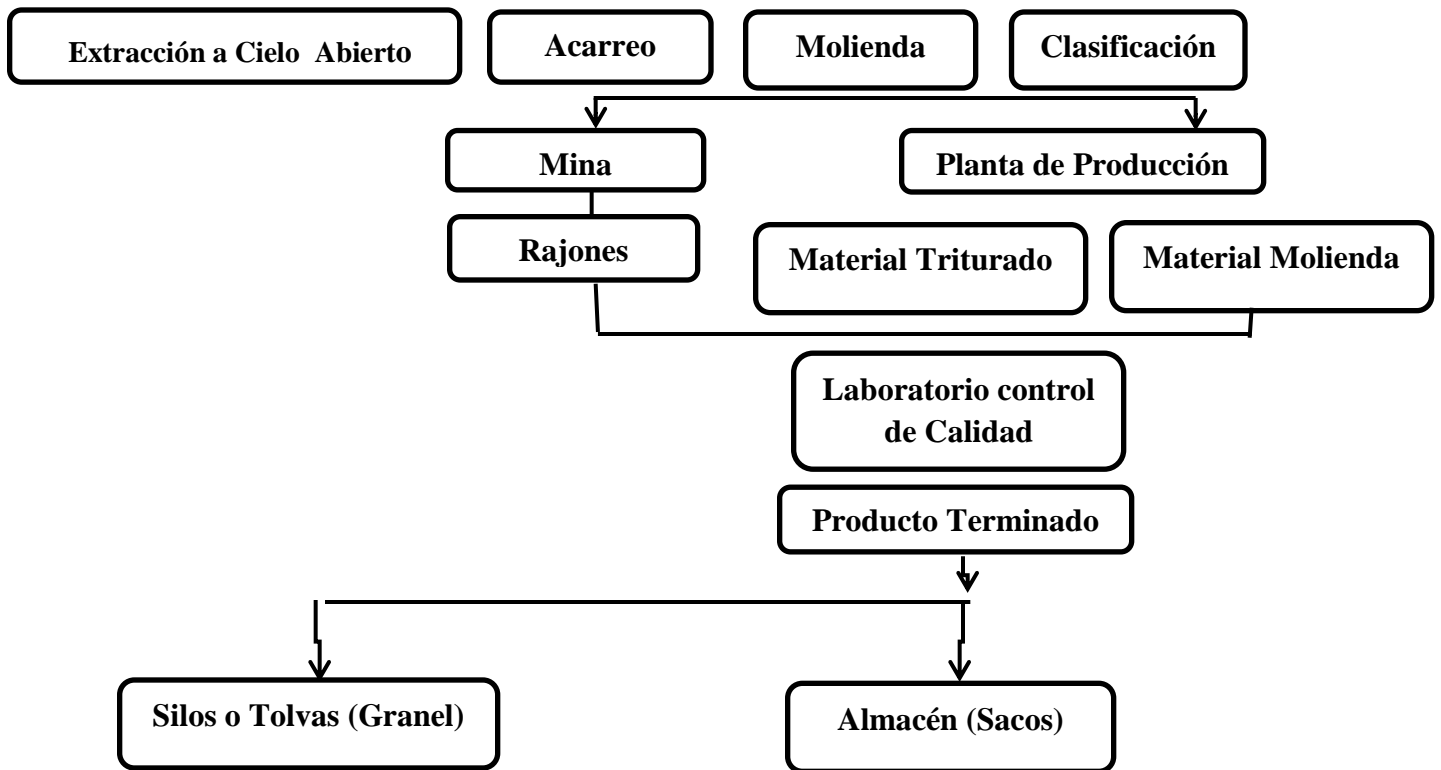 Extracción a Cielo Abierto
Acarreo
Molienda
Clasificación
Mina
Planta de Producción
Rajones
Material Triturado
Material Molienda
Laboratorio control
de Calidad
Producto Terminado
Silos o Tolvas (Granel)
Almacén (Sacos)